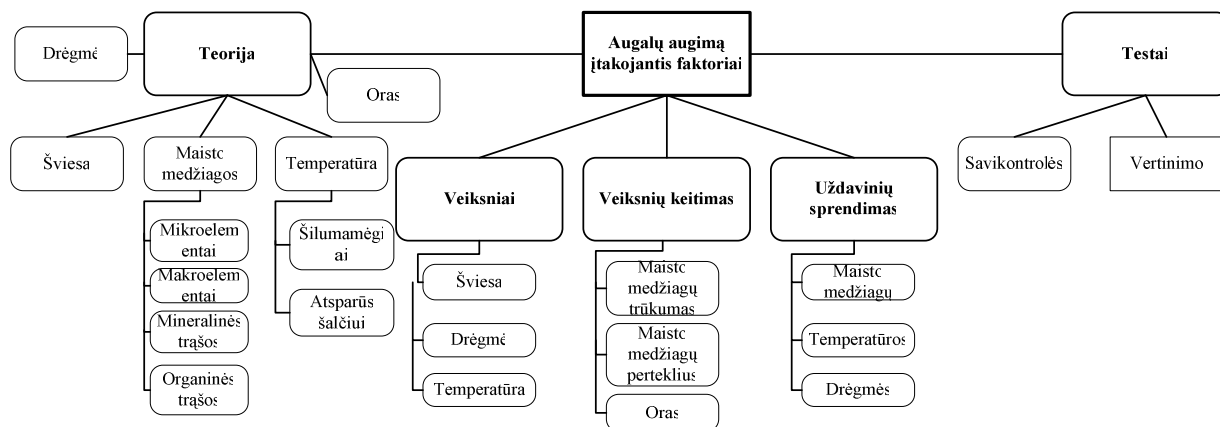 Drėgmė
Teorija
Augalų augimą
įtakojantis faktoriai
Testai
Oras
Šviesa
Maisto
medžiagos
Temperatūra
Savikontrolės
Vertinimo
Mikroelem
entai
Makroelem
entai
Mineralinės
trąšos
Organinės
trąšos
Šilumamėgi
ai
Atsparūs
šalčiui
Veiksniai
Šviesa
Drėgmė
Temperatūra
Veiksnių keitimas
Maisto
medžiagų
trūkumas
Maisto
medžiagų
perteklius
Oras
Uždavinių
sprendimas
Maisto
medžiagų
Temperatūros
Drėgmės